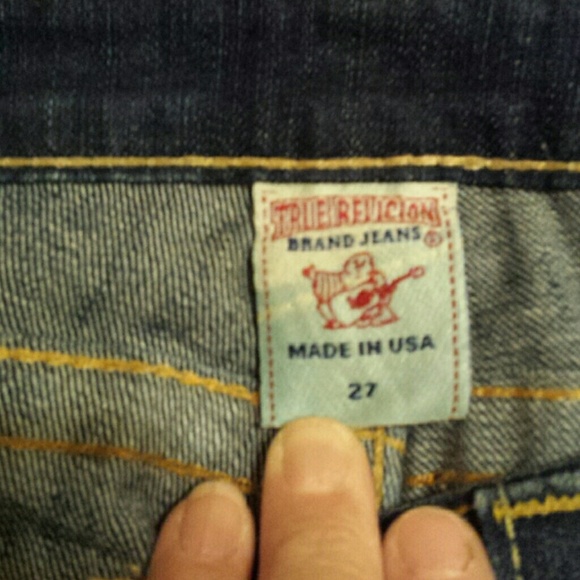 TRUE RELIGION
BRAND JEANS ®
MADE IN USA
27